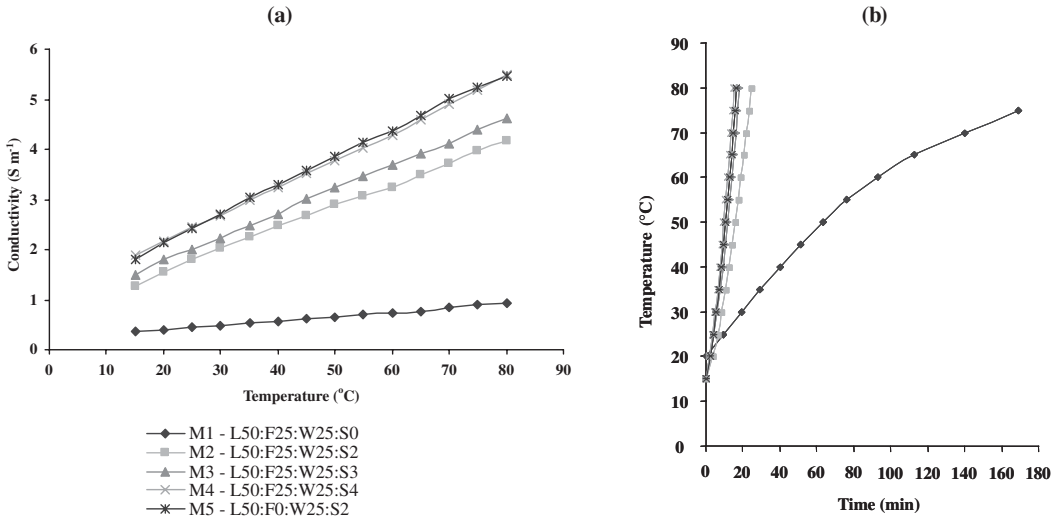 (a)
6
5
4
3
2
1
0
Conductivity (S m⁻¹)
0 10 20 30 40 50 60 70 80 90
Temperature (°C)
M1 - L50:F25:W25:S0
M2 - L50:F25:W25:S2
M3 - L50:F25:W25:S3
M4 - L50:F25:W25:S4
M5 - L50:F0:W25:S2
(b)
90
80
70
60
50
40
30
20
10
0
Temperature (°C)
0 20 40 60 80 100 120 140 160 180
Time (min)